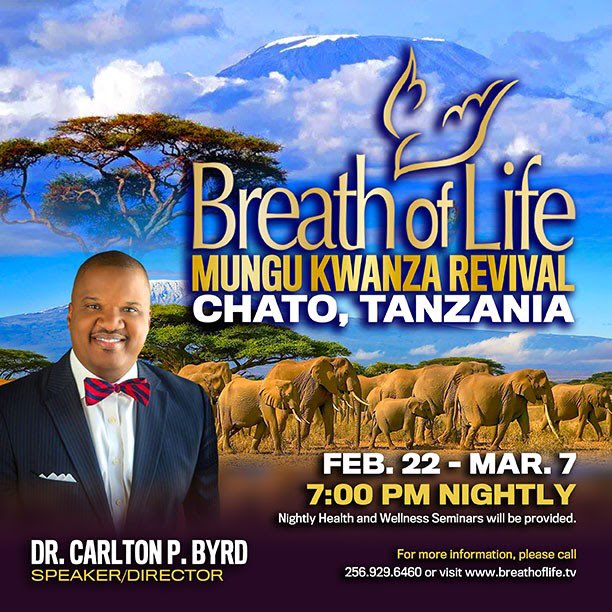 Breath of Life
MUNGU KWANZA REVIVAL
CHATO, TANZANIA
FEB. 22 - MAR. 7
7:00 PM NIGHTLY
Nightly Health and Wellness Seminars will be provided.
DR. CARLTON P. BYRD
SPEAKER/DIRECTOR
For more information, please call
256.929.6460 or visit www.breathoflife.tv